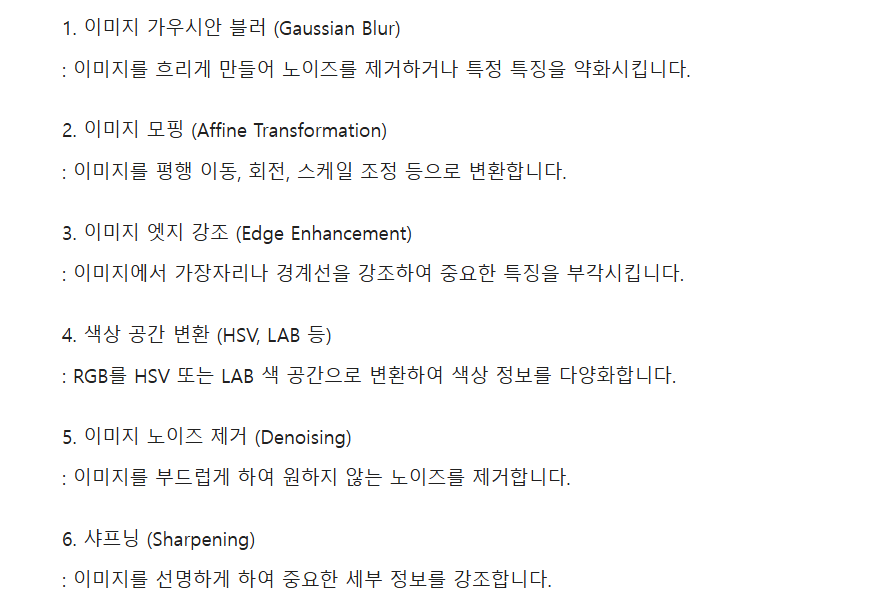 1. 이미지 가우시안 블러 (Gaussian Blur)
: 이미지를 흐리게 만들어 노이즈를 제거하거나 특정 특징을 약화시킵니다.
2. 이미지 모핑 (Affine Transformation)
: 이미지를 평행 이동, 회전, 스케일 조정 등으로 변환합니다.
3. 이미지 엣지 강조 (Edge Enhancement)
: 이미지에서 가장자리나 경계선을 강조하여 중요한 특징을 부각시킵니다.
4. 색상 공간 변환 (HSV, LAB 등)
: RGB를 HSV 또는 LAB 색 공간으로 변환하여 색상 정보를 다양화합니다.
5. 이미지 노이즈 제거 (Denoising)
: 이미지를 부드럽게 하여 원하지 않는 노이즈를 제거합니다.
6. 샤프닝 (Sharpening)
: 이미지를 선명하게 하여 중요한 세부 정보를 강조합니다.